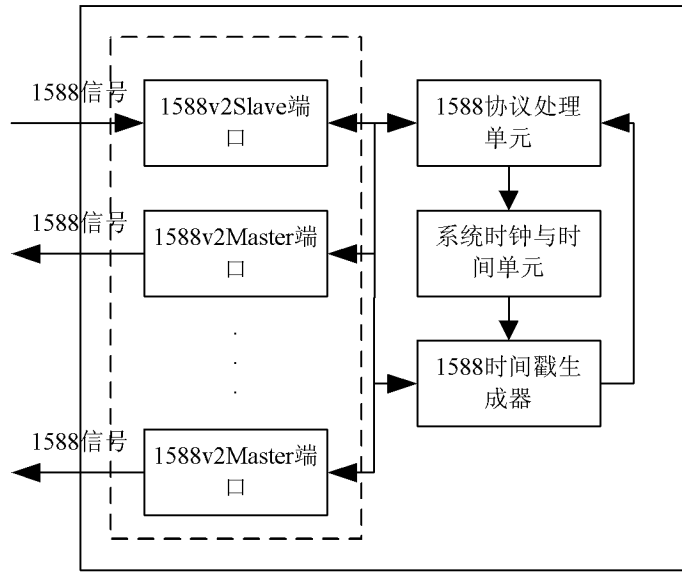 1588信号
1588v2Slave端
口
1588协议处理
单元
1588信号
1588v2Master端
口
系统时钟与时
间单元
1588时间戳生
成器
1588信号
1588v2Master端
口